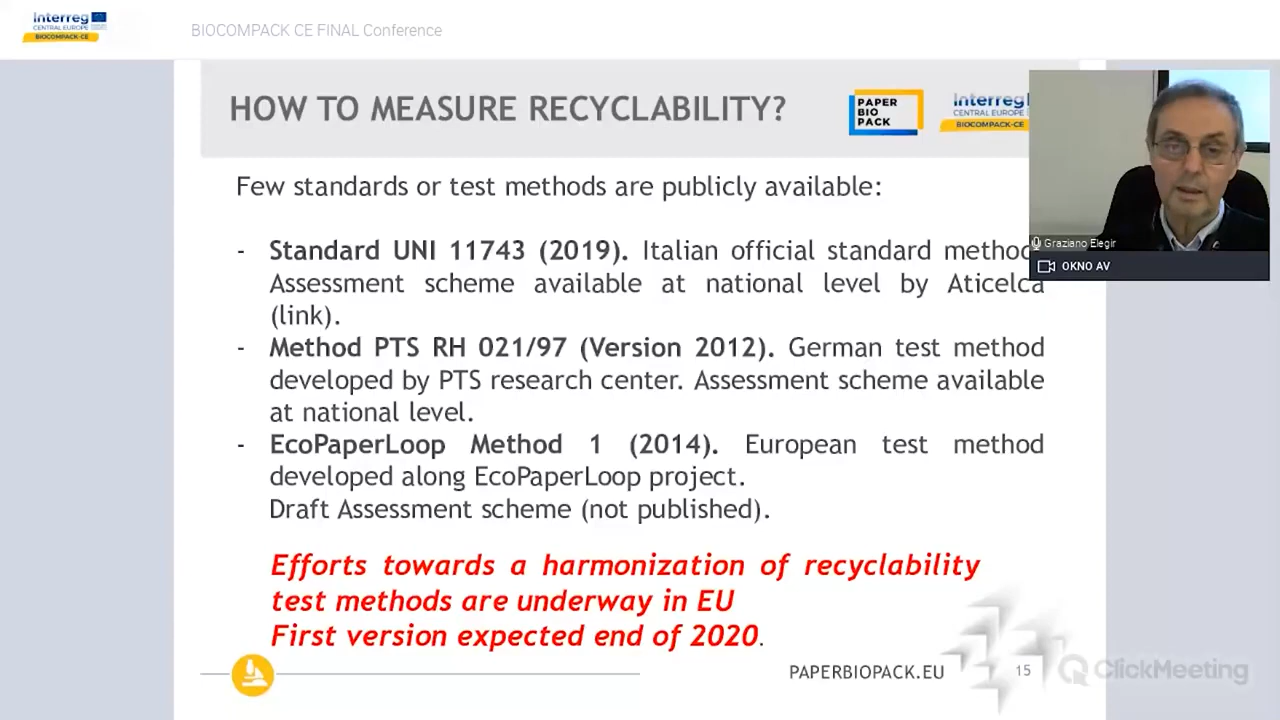 Interreg
CENTRAL EUROPE
BIOCOMPACK-CE
BIOCOMPACK CE FINAL Conference
HOW TO MEASURE RECYCLABILITY?
PAPER
BIO
PACK
Interreg
CENTRAL EUROPE
BIOCOMPACK-CE
Few standards or test methods are publicly available:
- Standard UNI 11743 (2019). Italian official standard method
Assessment scheme available at national level by Aticelca
(link).
- Method PTS RH 021/97 (Version 2012). German test method
developed by PTS research center. Assessment scheme available
at national level.
- EcoPaperLoop Method 1 (2014). European test method
developed along EcoPaperLoop project.
Draft Assessment scheme (not published).
Efforts towards a harmonization of recyclability
test methods are underway in EU
First version expected end of 2020.
Graziano Elegir
OKNO AV
PAPERBIOPACK.EU
15
ClickMeeting